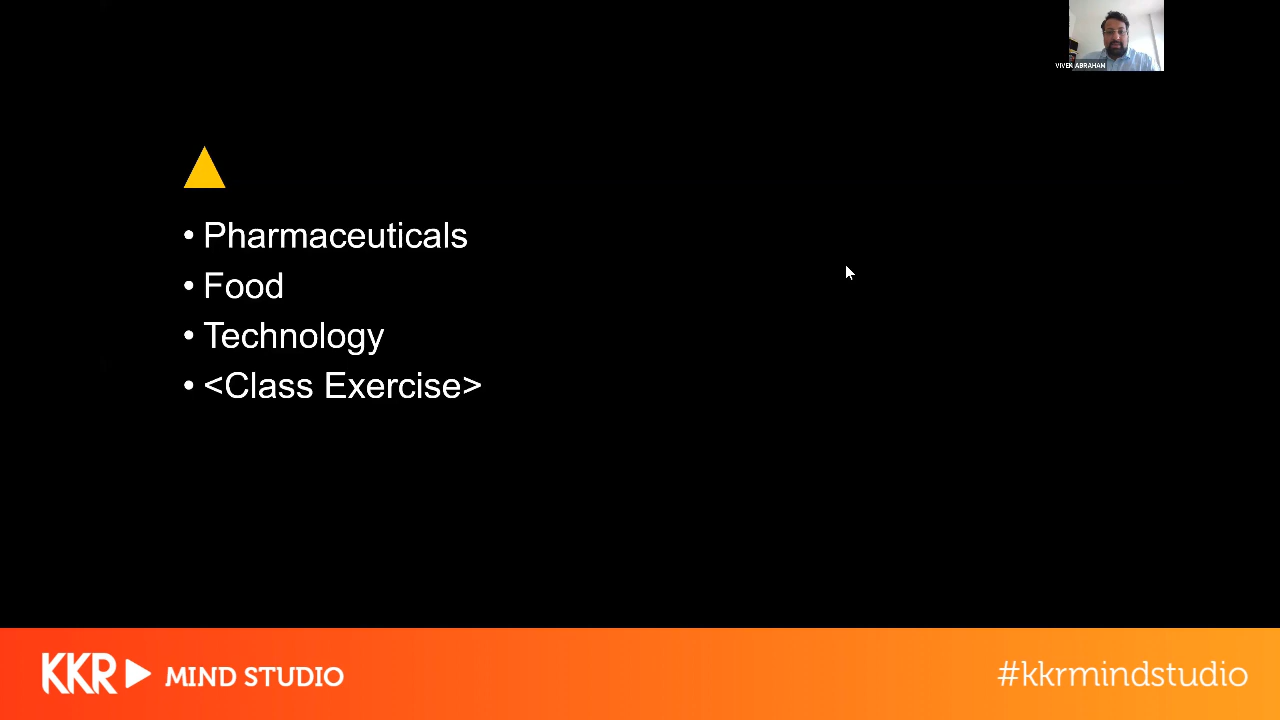 VIVEK ABRAHAM
• Pharmaceuticals
• Food
• Technology
• <Class Exercise>
KKR MIND STUDIO
#kkrmindstudio